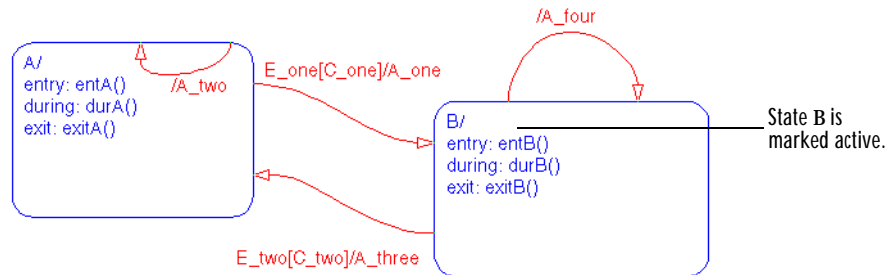 /A_four
A/
entry: entA()
during: durA()
exit: exitA()
/A_two
E_one[C_one]/A_one
B/
entry: entB()
during: durB()
exit: exitB()
State B is
marked active.
E_two[C_two]/A_three